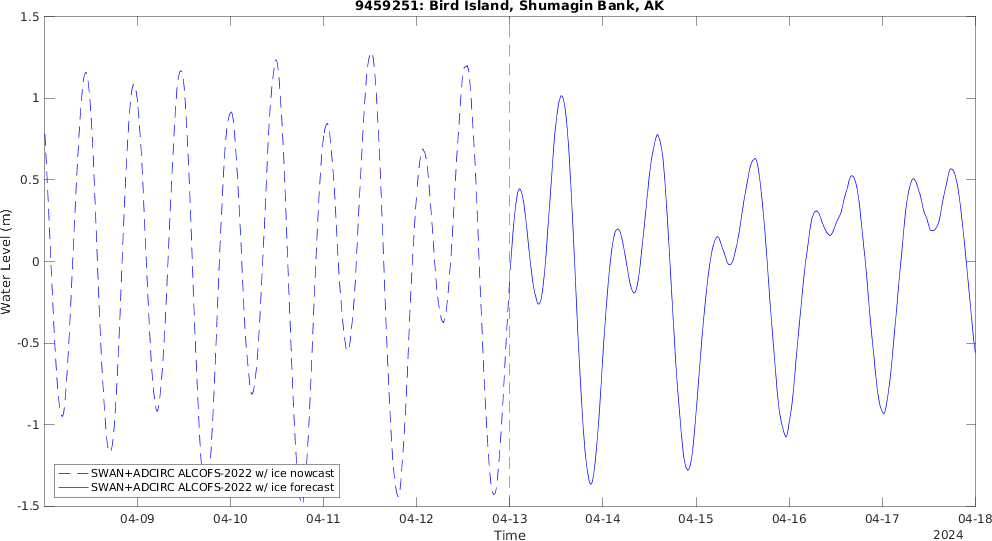 9459251: Bird Island, Shumagin Bank, AK
1.5
1
0.5
0
-0.5
-1
-1.5
Water Level (m)
SWAN+ADCIRC ALCOFS-2022 w/ ice nowcast
SWAN+ADCIRC ALCOFS-2022 w/ ice forecast
04-09 04-10 04-11 04-12 04-13 04-14 04-15 04-16 04-17 04-18
Time
2024